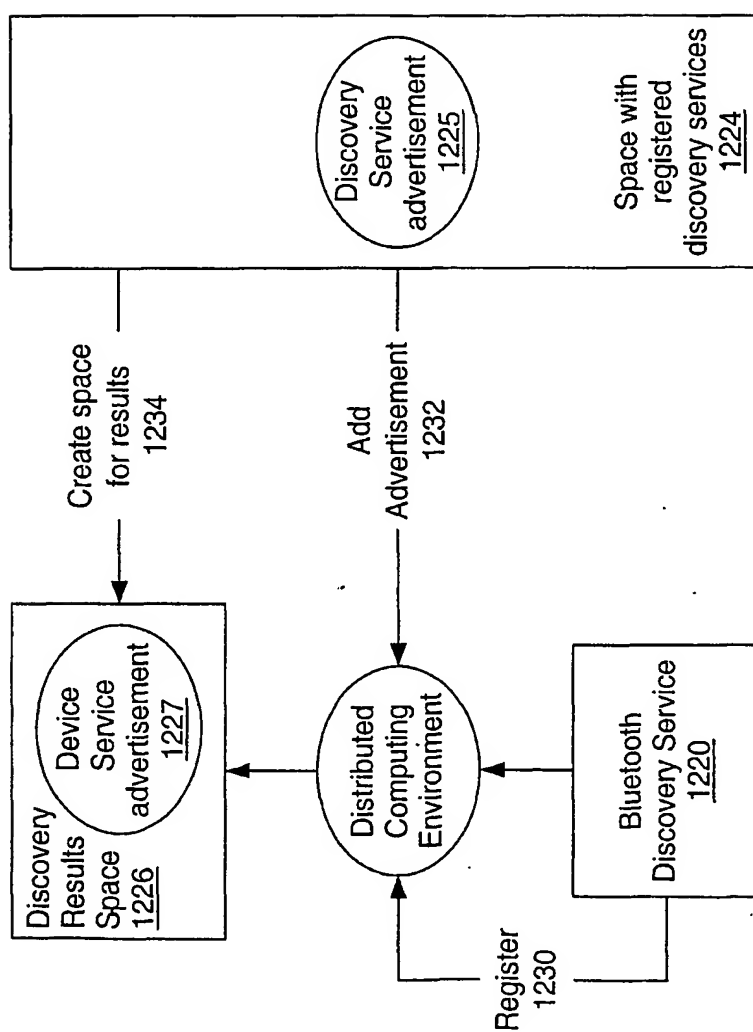 Discovery
Results
Space
1226
Device
Service
advertisement
1227
Create space
for results
1234
Discovery
Service
advertisement
1225
Space with
registered
discovery services
1224
Distributed
Computing
Environment
Add
Advertisement
1232
Register
1230
Bluetooth
Discovery Service
1220